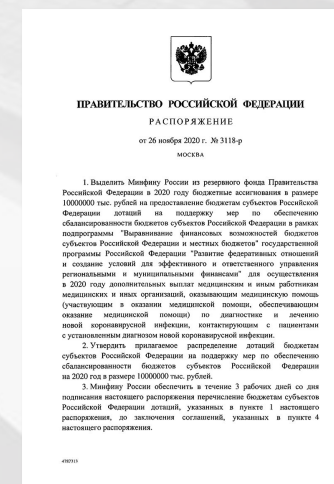 ПРАВИТЕЛЬСТВО РОССИЙСКОЙ ФЕДЕРАЦИИ
РАСПОРЯЖЕНИЕ
от 26 ноября 2020 г. № 3118-р
МОСКВА
1. Выделить Минфину России из резервного фонда Правительства
Российской Федерации в 2020 году бюджетные ассигнования в размере
10000000 тыс. рублей на предоставление бюджетам субъектов Российской
Федерации дотаций на поддержку мер по обеспечению
сбалансированности бюджетов субъектов Российской Федерации в рамках
подпрограммы "Выравнивание финансовых возможностей бюджетов
субъектов Российской Федерации и местных бюджетов" государственной
программы Российской Федерации "Развитие федеративных отношений
и создание условий для эффективного и ответственного управления
региональными и муниципальными финансами" для осуществления
в 2020 году дополнительных выплат медицинским и иным работникам
медицинских и иных организаций, оказывающим медицинскую помощь
(участвующим в оказании медицинской помощи, обеспечивающим
оказание медицинской помощи) по диагностике и лечению
новой коронавирусной инфекции, контактирующим с пациентами
с установленным диагнозом новой коронавирусной инфекции.
2. Утвердить прилагаемое распределение дотаций бюджетам
субъектов Российской Федерации на поддержку мер по обеспечению
сбалансированности бюджетов субъектов Российской Федерации
на 2020 год в размере 10000000 тыс. рублей.
3. Минфину России обеспечить в течение 3 рабочих дней со дня
подписания настоящего распоряжения перечисление бюджетам субъектов
Российской Федерации дотаций, указанных в пункте 1 настоящего
распоряжения, до заключения соглашений, указанных в пункте 4
настоящего распоряжения.